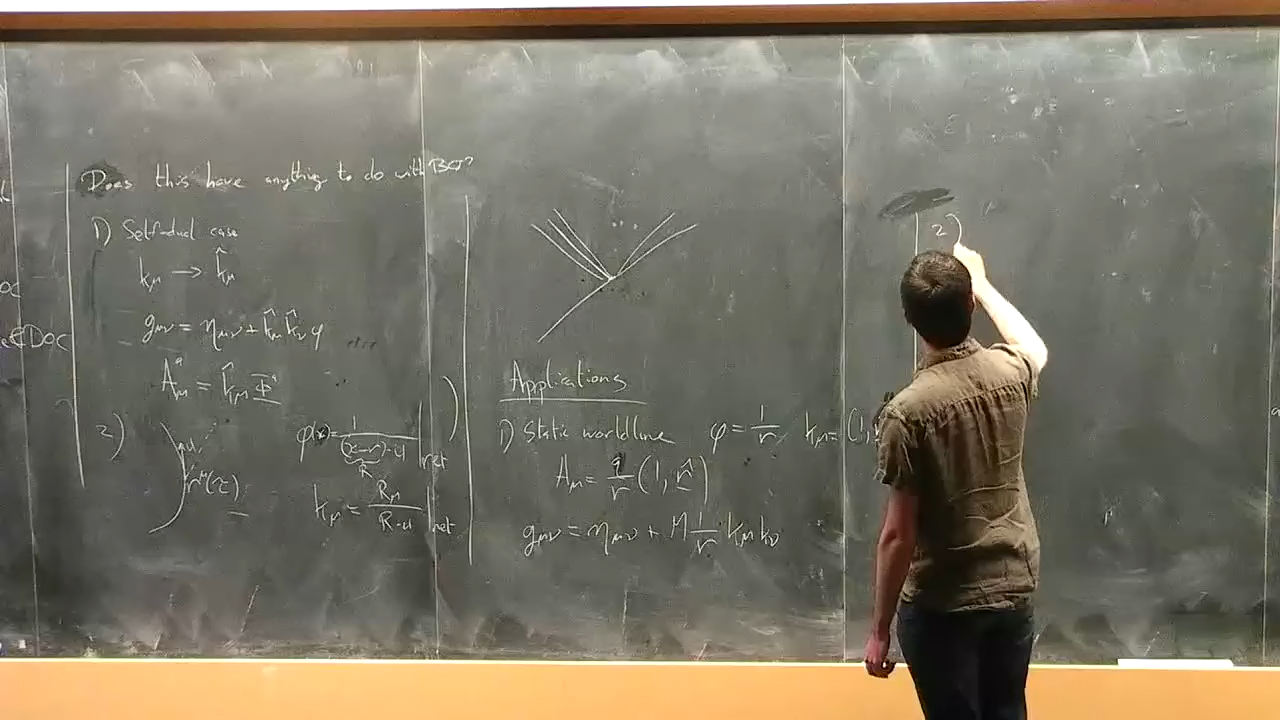 Does this have anything to do with BCJ?
1) Self-dual case
k_μ → k̂_μ
g_μν = η_μν + k̂_μ k̂_ν φ
A_μ^a = k̂_μ Φ^a
2)
r^μ(τ)
φ(x) = 1/((x-r)·u) |ret
R
k_μ = R_μ/(R·u) |ret
Applications
1) Static worldline φ = 1/r, k_μ = (1,
A_μ = q/r (1, r̂)
g_μν = η_μν + M 1/r k_μ k_ν
2)